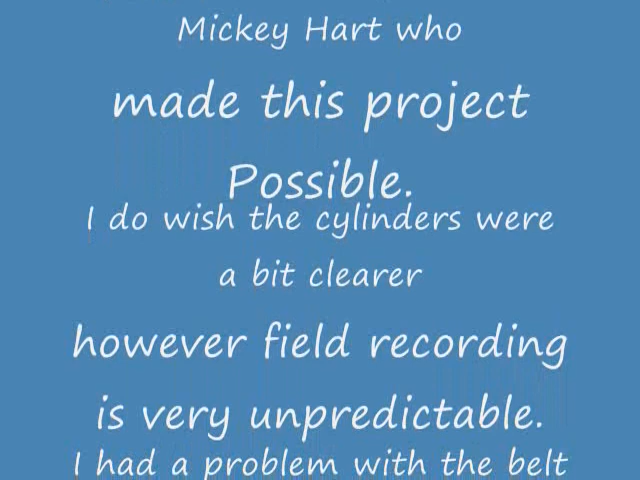 Mickey Hart who
made this project
Possible.
I do wish the cylinders were
a bit clearer
however field recording
is very unpredictable.
I had a problem with the belt